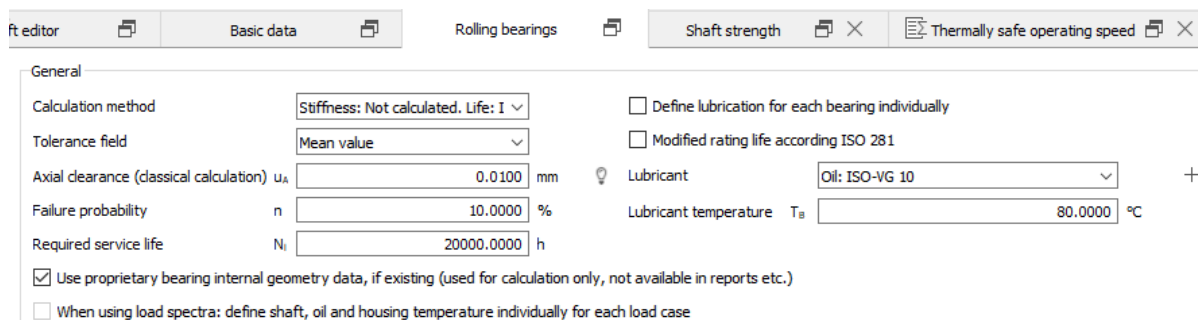 ft editor Basic data Rolling bearings Shaft strength Thermally safe operating speed
General
Calculation method Stiffness: Not calculated. Life: I Define lubrication for each bearing individually
Tolerance field Mean value Modified rating life according ISO 281
Axial clearance (classical calculation) uA 0.0100 mm Lubricant Oil: ISO-VG 10
Failure probability n 10.0000 % Lubricant temperature TB 80.0000 °C
Required service life Nl 20000.0000 h
Use proprietary bearing internal geometry data, if existing (used for calculation only, not available in reports etc.)
When using load spectra: define shaft, oil and housing temperature individually for each load case